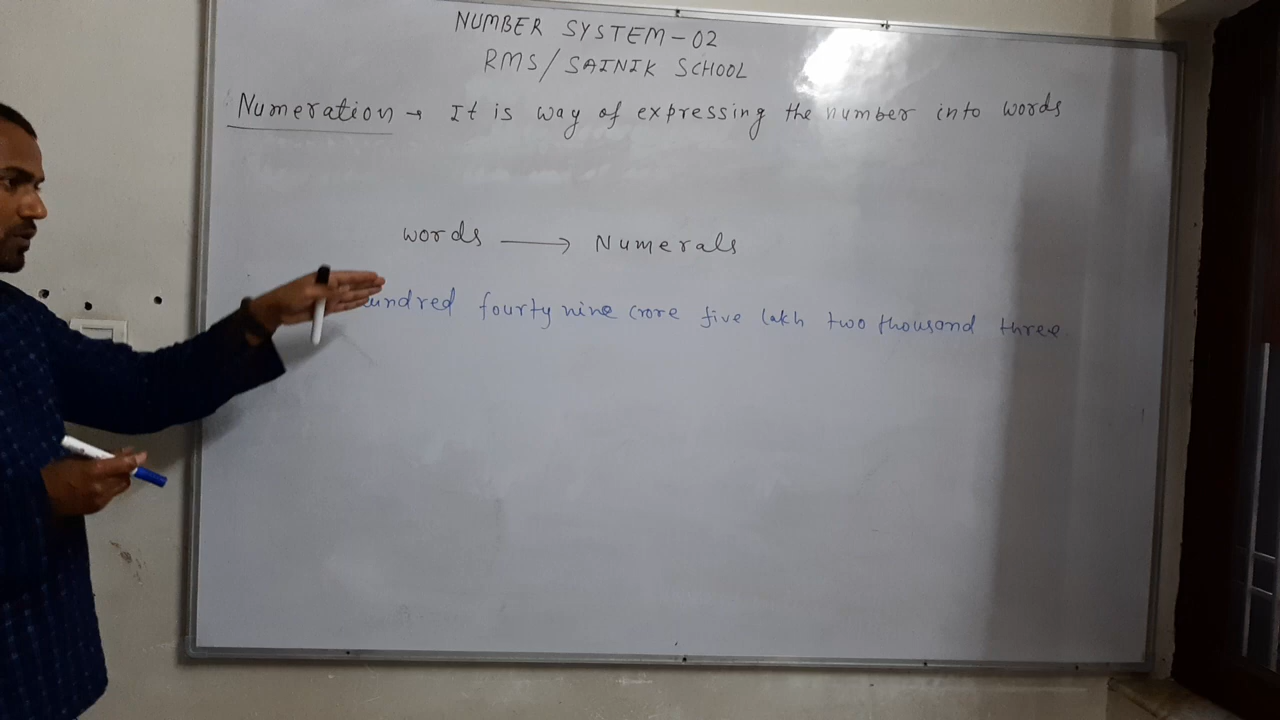 NUMBER SYSTEM-02
RMS/SAINIK SCHOOL
Numeration → It is way of expressing the number into words
words → Numerals
undred fourty nine crore five lakh two thousand three